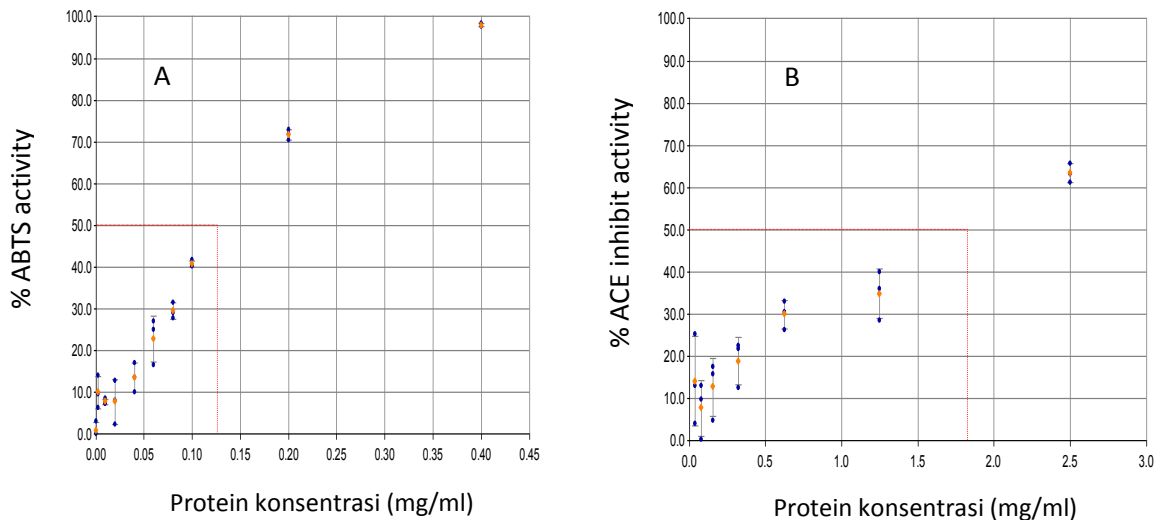 A
% ABTS activity
100.0
90.0
80.0
70.0
60.0
50.0
40.0
30.0
20.0
10.0
0.0
0.00 0.05 0.10 0.15 0.20 0.25 0.30 0.35 0.40 0.45
Protein konsentrasi (mg/ml)
B
% ACE inhibit activity
100.0
90.0
80.0
70.0
60.0
50.0
40.0
30.0
20.0
10.0
0.0
0.0 0.5 1.0 1.5 2.0 2.5 3.0
Protein konsentrasi (mg/ml)